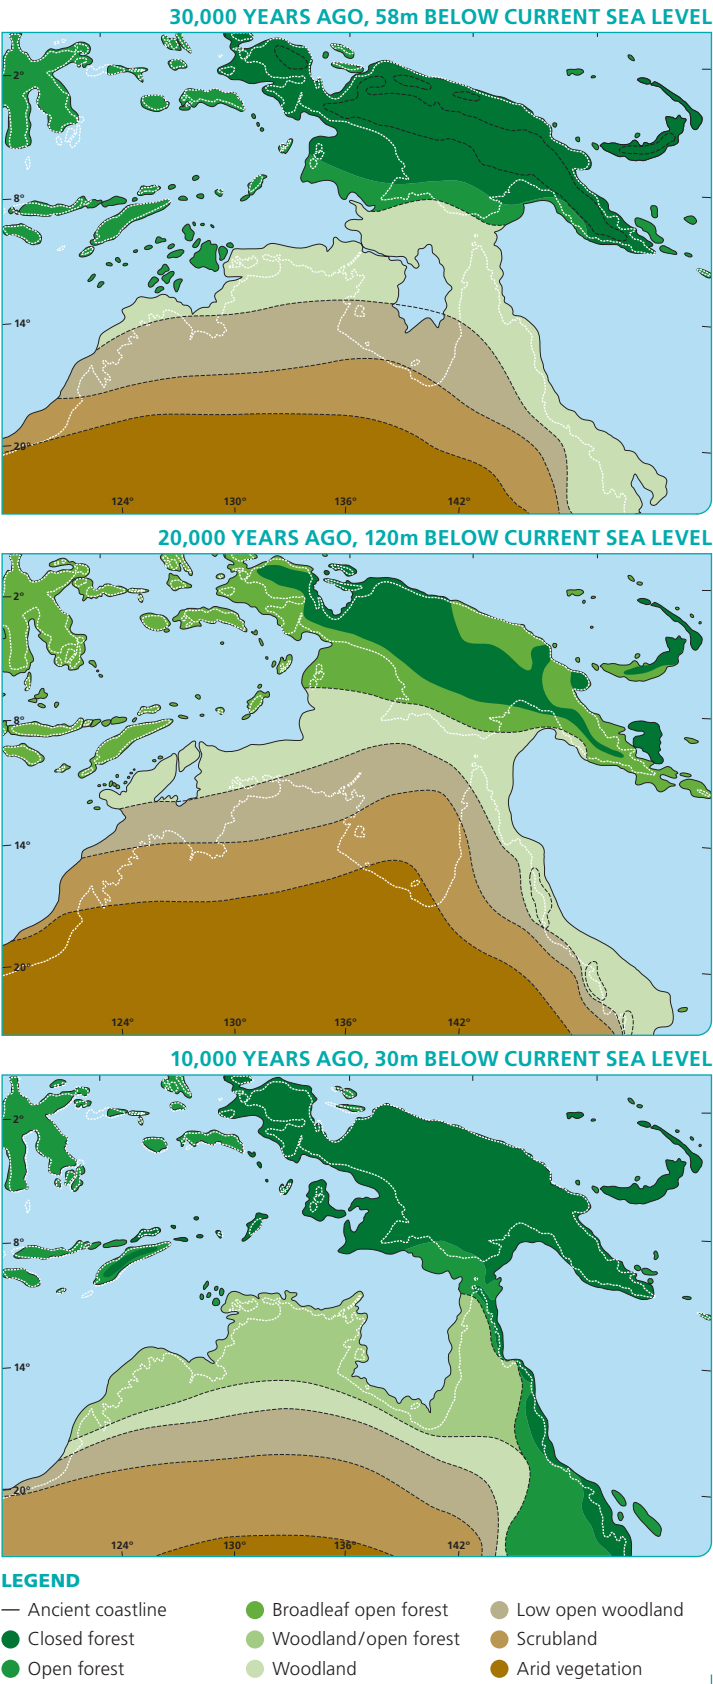 30,000 YEARS AGO, 58m BELOW CURRENT SEA LEVEL
2°
8°
14°
20°
124° 130° 136° 142°
20,000 YEARS AGO, 120m BELOW CURRENT SEA LEVEL
2°
8°
14°
20°
124° 130° 136° 142°
10,000 YEARS AGO, 30m BELOW CURRENT SEA LEVEL
2°
8°
14°
20°
124° 130° 136° 142°
LEGEND
Ancient coastline
Closed forest
Open forest
Broadleaf open forest
Woodland/open forest
Woodland
Low open woodland
Scrubland
Arid vegetation